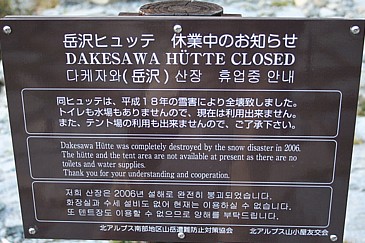 岳沢ヒュッテ 休業中のお知らせ
DAKESAWA HÜTTE CLOSED
다케자와(岳沢) 산장 휴업중 안내
同ヒュッテは、平成18年の雪害により全壊致しました。
トイレも水場もありませんので、現在は利用出来ません。
また、テント場の利用も出来ませんので、ご了承下さい。
Dakesawa Hütte was completely destroyed by the snow disaster in 2006.
The hütte and the tent area are not available at present as there are no
toilets and water supplies.
Thank you for your understanding and cooperation.
저희 산장은 2006년 설해로 완전히 붕괴되었습니다.
화장실과 수세 설비도 없어 현재는 이용하실 수 없습니다.
또 텐트장도 이용할 수 없으므로 양해를 부탁드립니다.
北アルプス南部地区山岳遭難防止対策協会 北アルプス山小屋友交会